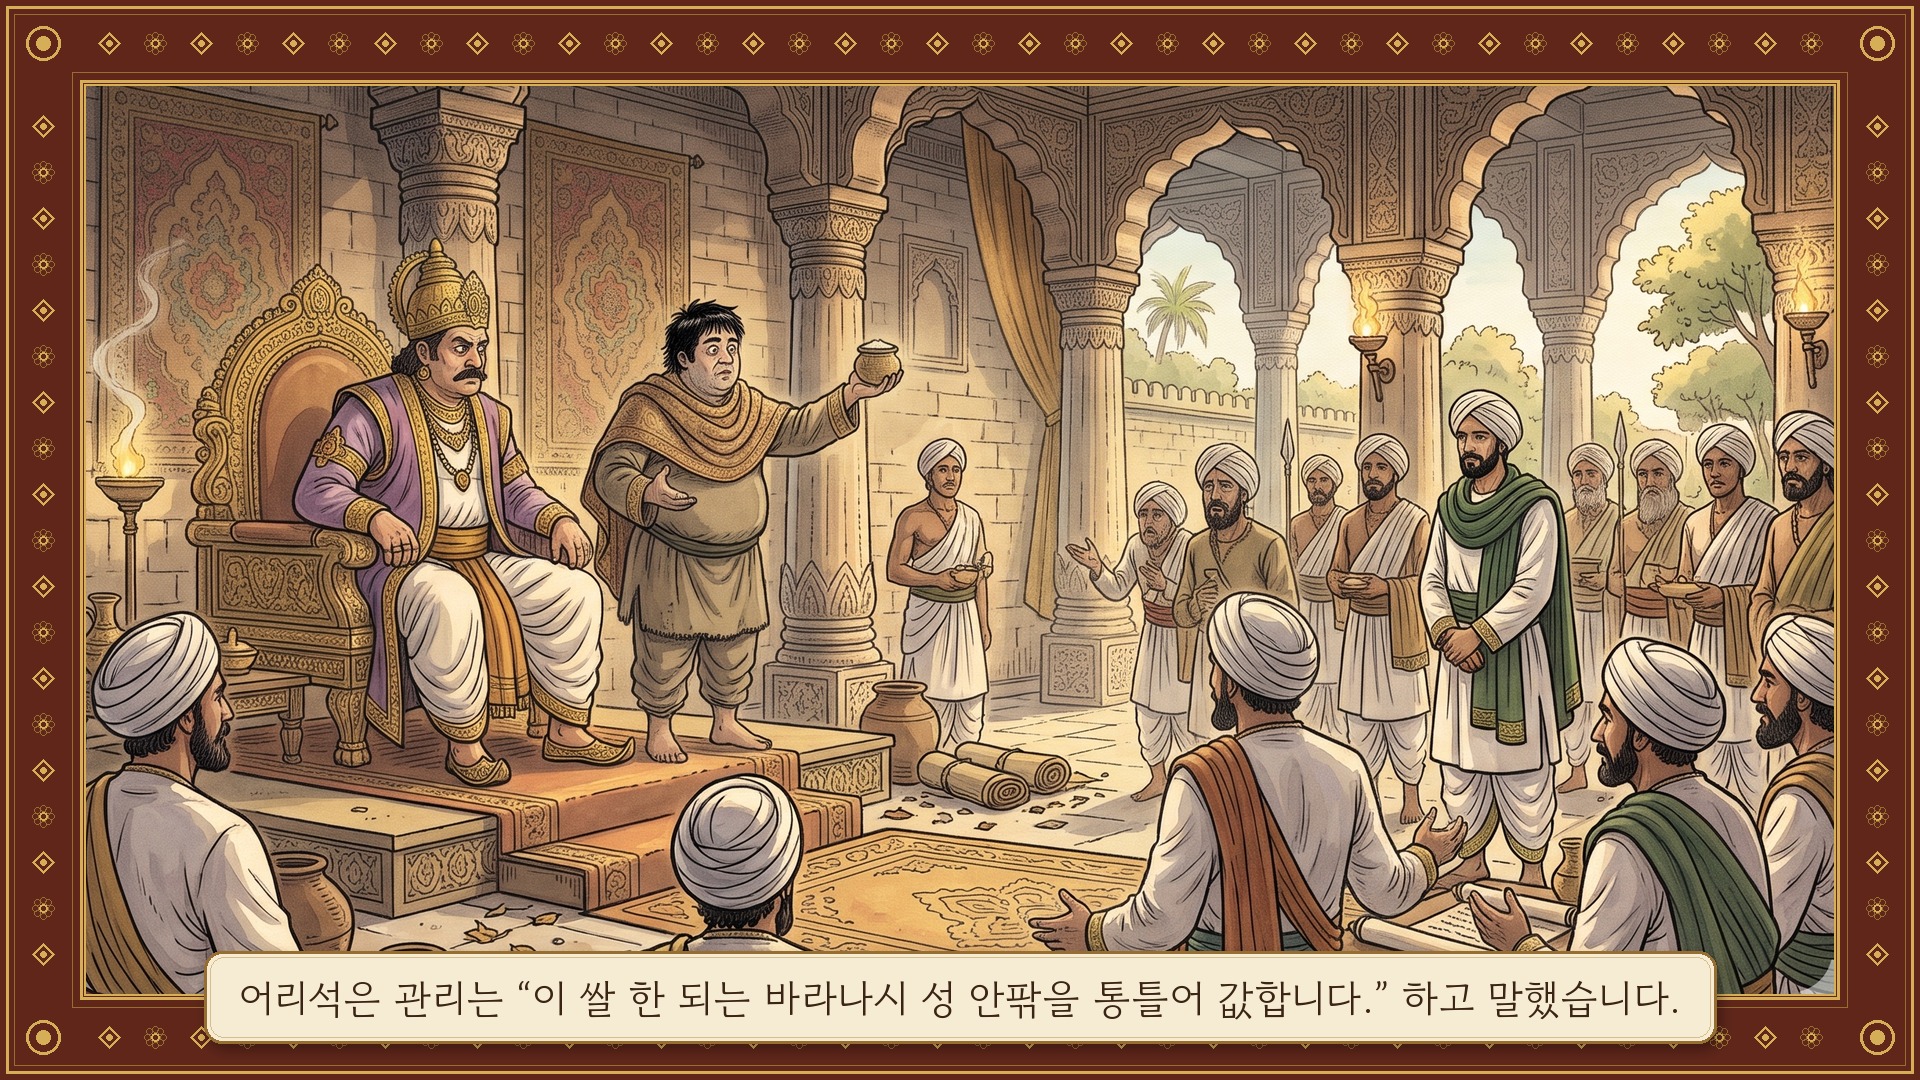 어리석은 관리는 “이 쌀 한 되는 바라나시 성 안팎을 통틀어 값합니다.” 하고 말했습니다.